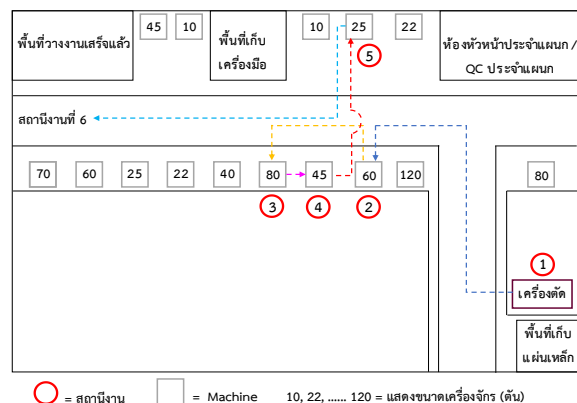 พื้นที่วางงานเสร็จแล้ว
45
10
พื้นที่เก็บ
เครื่องมือ
10
25
22
ห้องหัวหน้าประจำแผนก /
QC ประจำแผนก
5
สถานีงานที่ 6
70
60
25
22
40
80
45
60
120
80
3
4
2
1
เครื่องตัด
พื้นที่เก็บ
แผ่นเหล็ก
= สถานีงาน
= Machine
10, 22, ...... 120 = แสดงขนาดเครื่องจักร (ตัน)